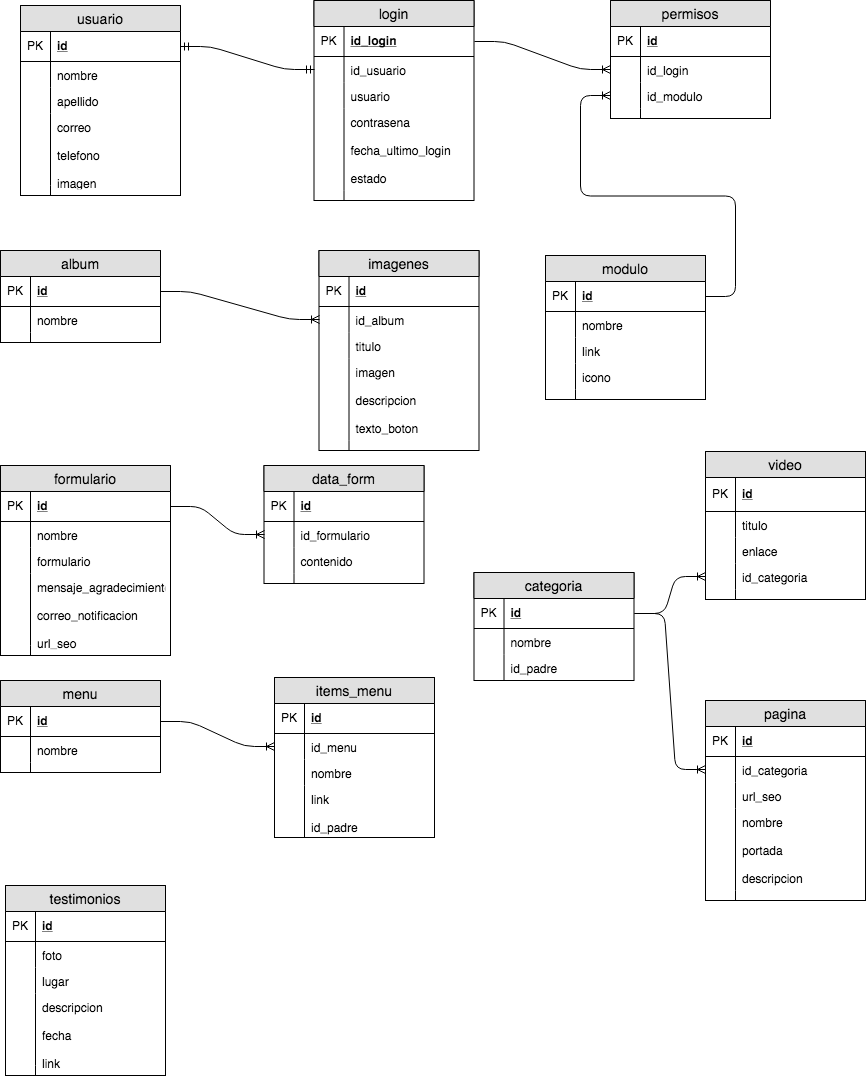 usuario
PK id
nombre
apellido
correo
telefono
imagen
login
PK id_login
id_usuario
usuario
contrasena
fecha_ultimo_login
estado
permisos
PK id
id_login
id_modulo
album
PK id
nombre
imagenes
PK id
id_album
titulo
imagen
descripcion
texto_boton
modulo
PK id
nombre
link
icono
formulario
PK id
nombre
formulario
mensaje_agradecimient
correo_notificacion
url_seo
data_form
PK id
id_formulario
contenido
video
PK id
titulo
enlace
id_categoria
categoria
PK id
nombre
id_padre
menu
PK id
nombre
items_menu
PK id
id_menu
nombre
link
id_padre
pagina
PK id
id_categoria
url_seo
nombre
portada
descripcion
testimonios
PK id
foto
lugar
descripcion
fecha
link